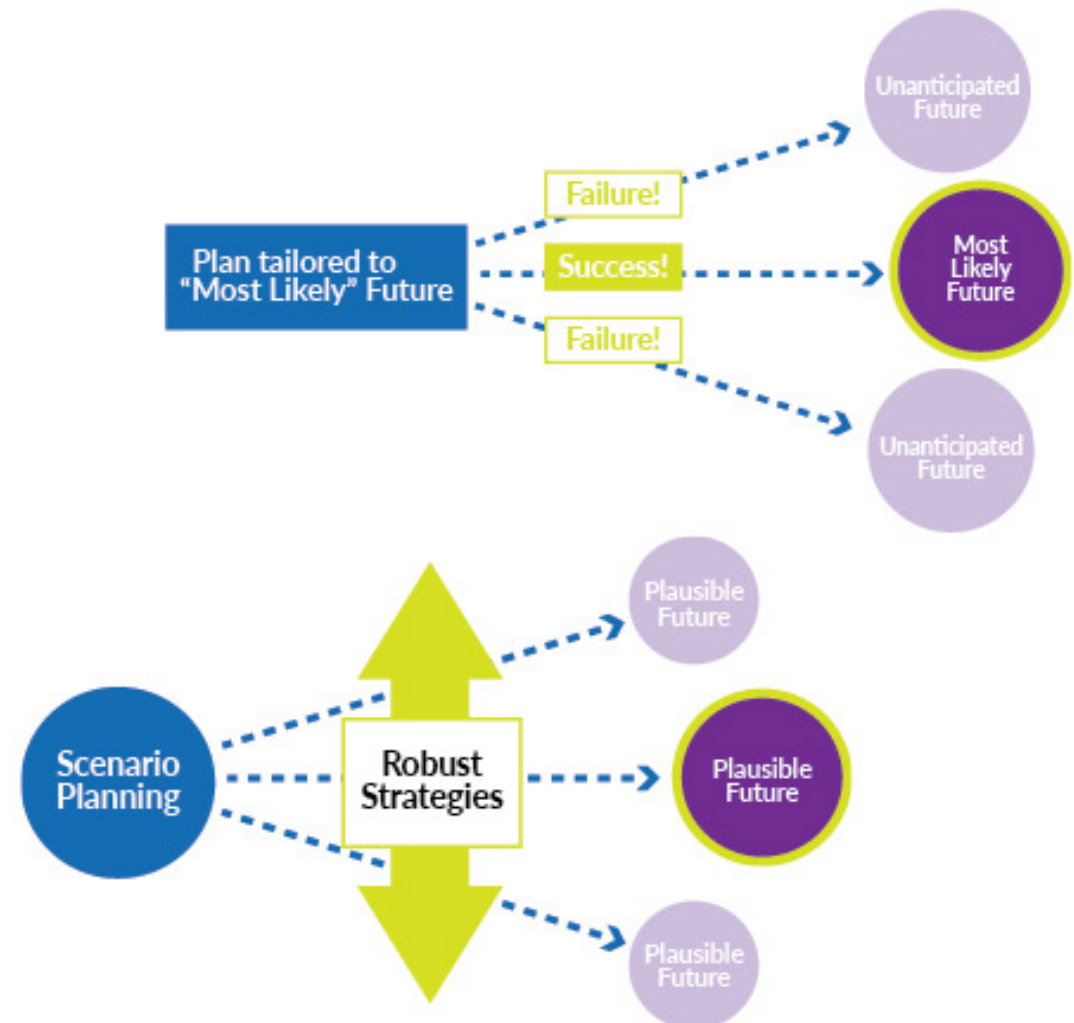 Unanticipated
Future
Failure!
Plan tailored to
“Most Likely” Future
Success!
Most
Likely
Future
Failure!
Unanticipated
Future
Plausible
Future
Scenario
Planning
Robust
Strategies
Plausible
Future
Plausible
Future